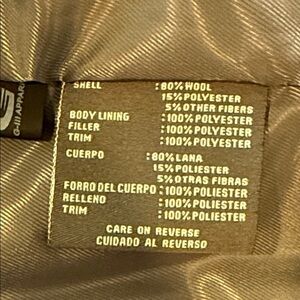 SHELL :80% WOOL
15% POLYESTER
5% OTHER FIBERS
BODY LINING :100% POLYESTER
FILLER :100% POLYESTER
TRIM :100% POLYESTER
CUERPO :80% LANA
15% POLIESTER
5% OTRAS FIBRAS
FORRO DEL CUERPO :100% POLIESTER
RELLENO :100% POLIESTER
TRIM :100% POLIESTER
CARE ON REVERSE
CUIDADO AL REVERSO
G-III APPAR